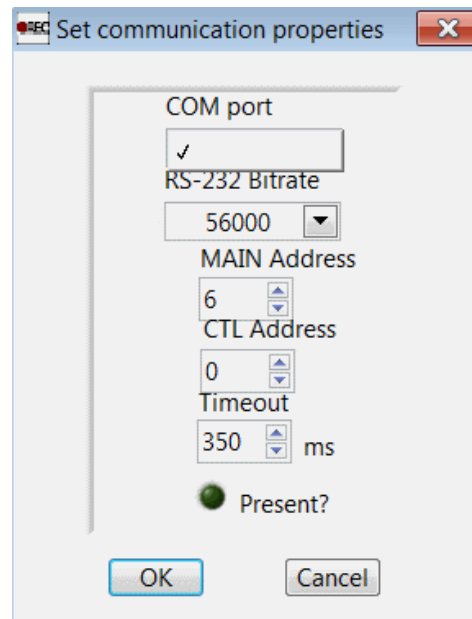 REC Set communication properties
COM port
✓
RS-232 Bitrate
56000
MAIN Address
6
CTL Address
0
Timeout
350 ms
Present?
OK Cancel